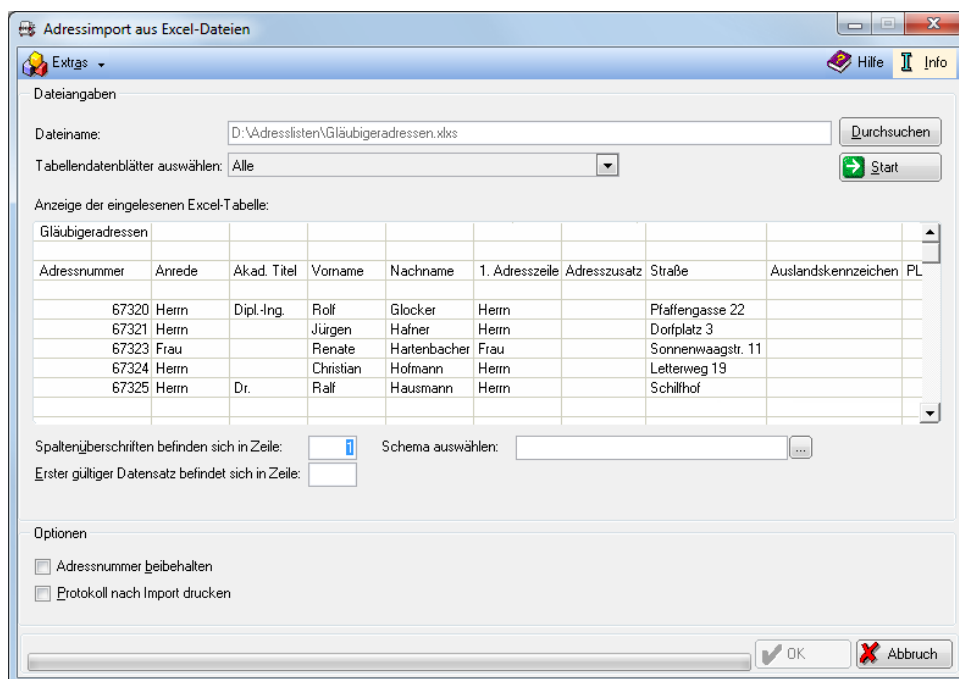 Adressimport aus Excel-Dateien
Extras Hilfe Info
Dateiangaben
Dateiname: D:\Adresslisten\Gläubigeradressen.xlxs Durchsuchen
Tabellendatenblätter auswählen: Alle Start
Anzeige der eingelesenen Excel-Tabelle:
Gläubigeradressen
Adressnummer Anrede Akad. Titel Vorname Nachname 1. Adresszeile Adresszusatz Straße Auslandskennzeichen PL
67320 Herrn Dipl.-Ing. Rolf Glocker Herrn Pfaffengasse 22
67321 Herrn Jürgen Hafner Herrn Dorfplatz 3
67323 Frau Renate Hartenbacher Frau Sonnenwaagstr. 11
67324 Herrn Christian Hofmann Herrn Letterweg 19
67325 Herrn Dr. Ralf Hausmann Herrn Schilfhof
Spaltenüberschriften befinden sich in Zeile: 1 Schema auswählen: ...
Erster gültiger Datensatz befindet sich in Zeile:
Optionen
Adressnummer beibehalten
Protokoll nach Import drucken
OK Abbruch